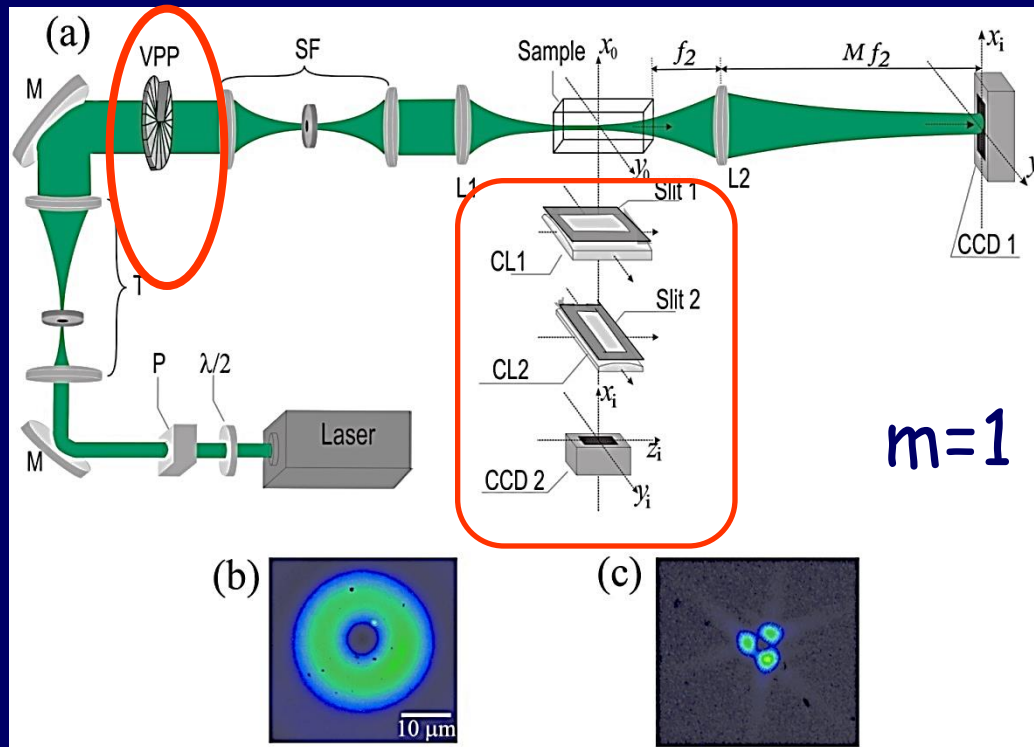 (a)
VPP
SF
Sample
x₀
f₂
M f₂
xᵢ
M
L1
y₀
L2
y
CCD 1
Slit 1
CL1
T
Slit 2
CL2
P
λ/2
xᵢ
Laser
zᵢ
M
CCD 2
yᵢ
m=1
(b)
(c)
10 µm